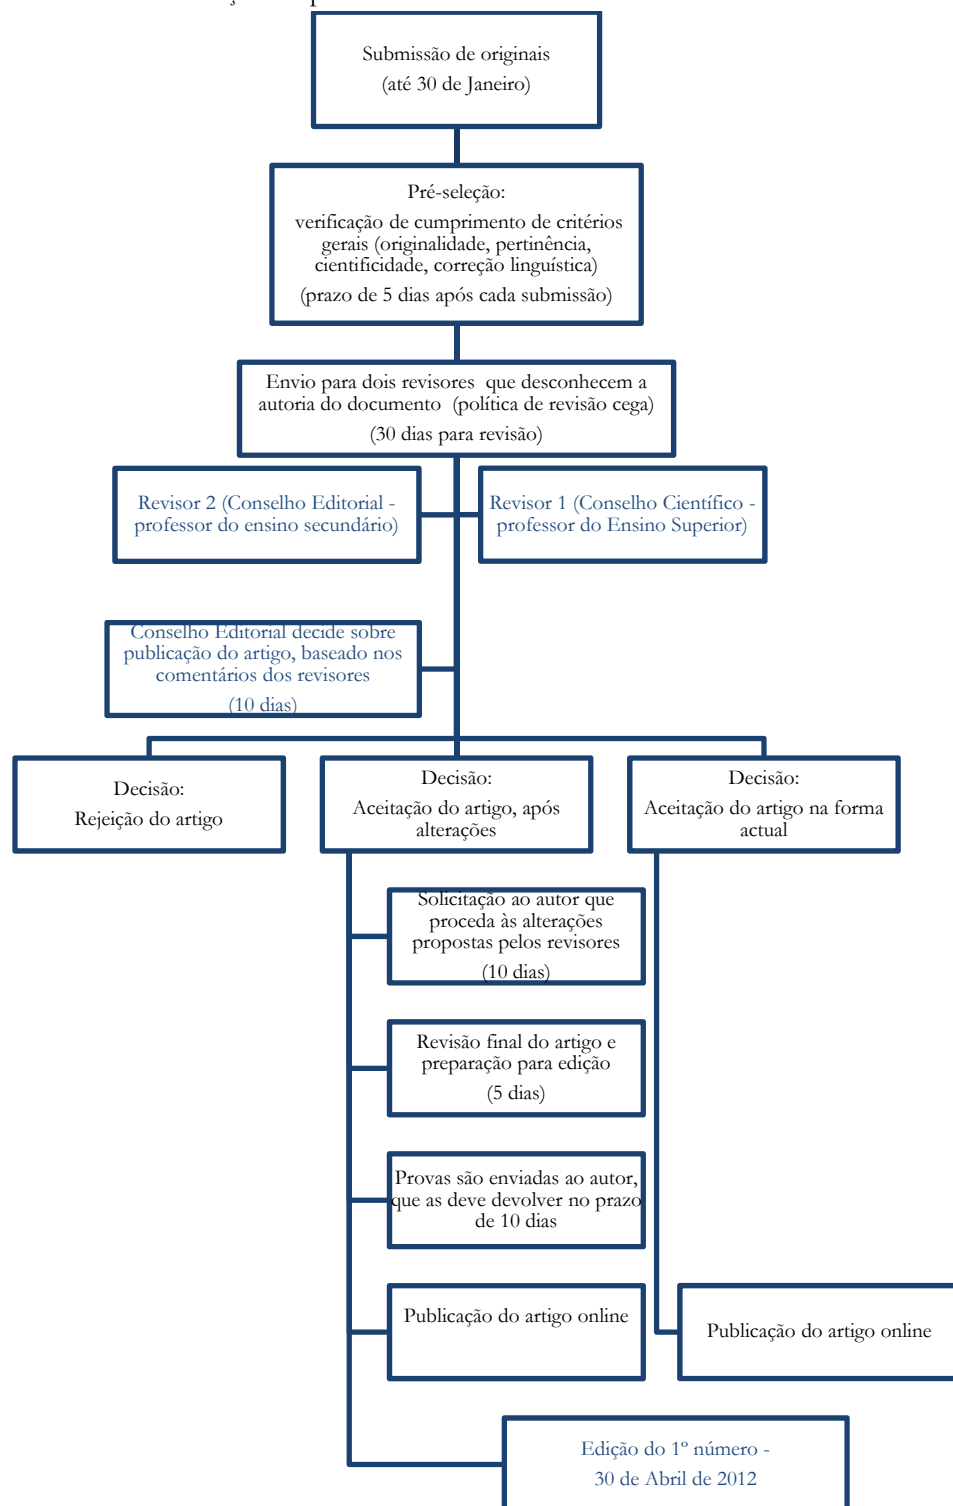 Submissão de originais
(até 30 de Janeiro)
Pré-seleção:
verificação de cumprimento de critérios
gerais (originalidade, pertinência,
cientificidade, correção linguística)
(prazo de 5 dias após cada submissão)
Envio para dois revisores que desconhecem a
autoria do documento (política de revisão cega)
(30 dias para revisão)
Revisor 2 (Conselho Editorial -
professor do ensino secundário)
Revisor 1 (Conselho Científico -
professor do Ensino Superior)
Conselho Editorial decide sobre
publicação do artigo, baseado nos
comentários dos revisores
(10 dias)
Decisão:
Rejeição do artigo
Decisão:
Aceitação do artigo, após
alterações
Decisão:
Aceitação do artigo na forma
actual
Solicitação ao autor que
proceda às alterações
propostas pelos revisores
(10 dias)
Revisão final do artigo e
preparação para edição
(5 dias)
Provas são enviadas ao autor,
que as deve devolver no prazo
de 10 dias
Publicação do artigo online
Publicação do artigo online
Edição do 1º número -
30 de Abril de 2012